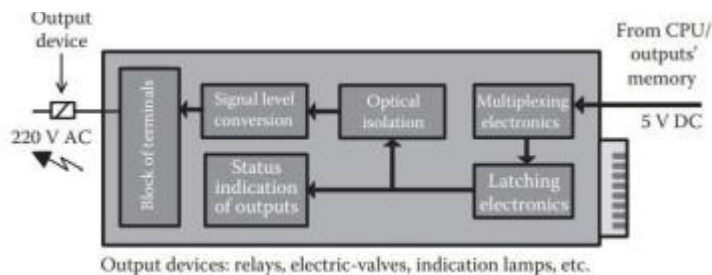 Output
device
220 V AC
Block of terminals
Signal level
conversion
Optical
isolation
Multiplexing
electronics
Status
indication
of outputs
Latching
electronics
From CPU/
outputs'
memory
5 V DC
Output devices: relays, electric-valves, indication lamps, etc.